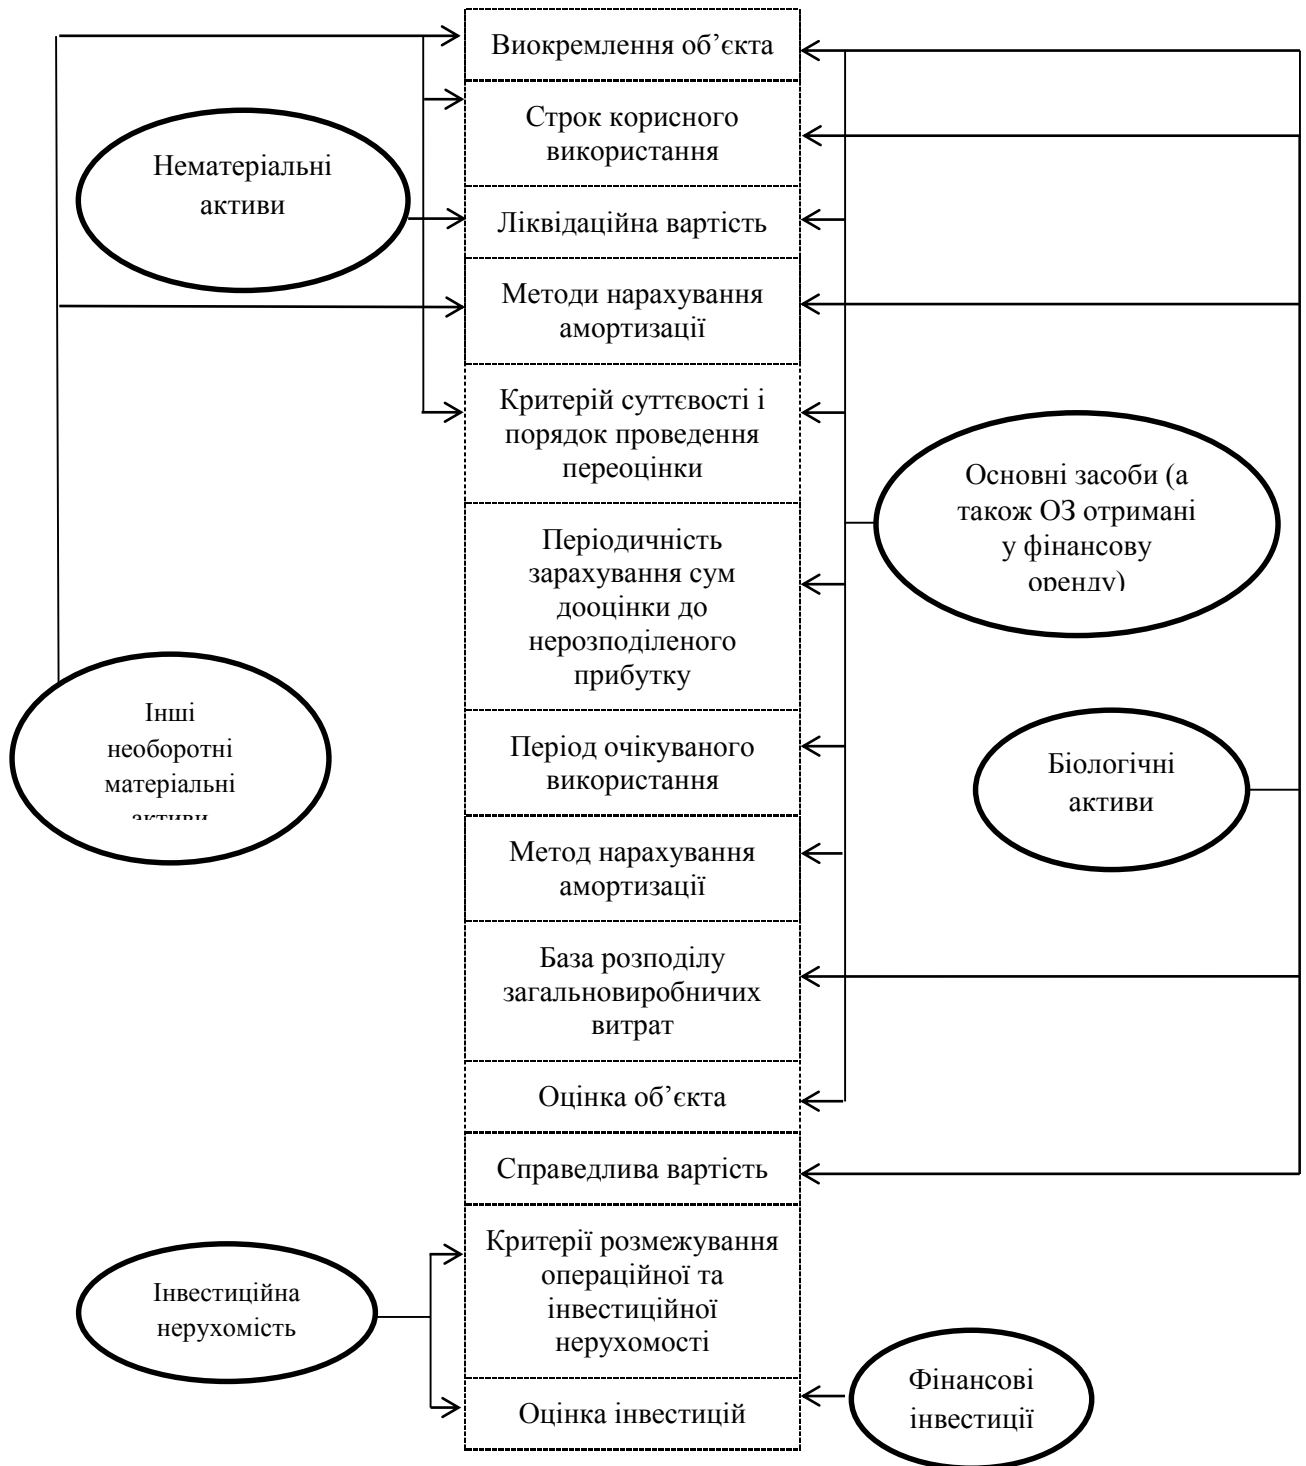 Виокремлення об’єкта
Строк корисного
використання
Ліквідаційна вартість
Методи нарахування
амортизації
Критерій суттєвості і
порядок проведення
переоцінки
Періодичність
зарахування сум
дооцінки до
нерозподіленого
прибутку
Період очікуваного
використання
Метод нарахування
амортизації
База розподілу
загальновиробничих
витрат
Оцінка об’єкта
Справедлива вартість
Критерії розмежування
операційної та
інвестиційної
нерухомості
Оцінка інвестицій
Нематеріальні
активи
Інші
необоротні
матеріальні
активи
Інвестиційна
нерухомість
Основні засоби (а
також ОЗ отримані
у фінансову
оренду)
Біологічні
активи
Фінансові
інвестиції